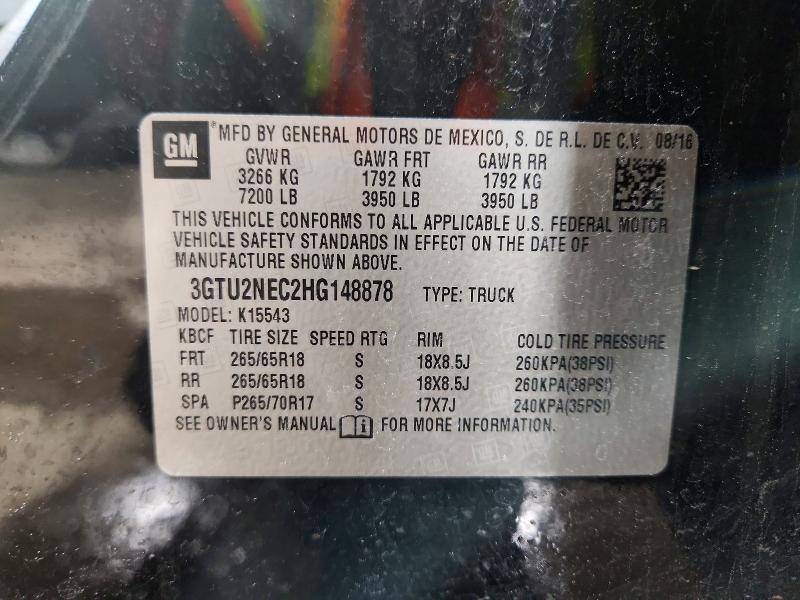 GM ® MFD BY GENERAL MOTORS DE MEXICO, S. DE R.L. DE C.V. 08/16
GVWR GAWR FRT GAWR RR
3266 KG 1792 KG 1792 KG
7200 LB 3950 LB 3950 LB
THIS VEHICLE CONFORMS TO ALL APPLICABLE U.S. FEDERAL MOTOR
VEHICLE SAFETY STANDARDS IN EFFECT ON THE DATE OF
MANUFACTURE SHOWN ABOVE.
3GTU2NEC2HG148878 TYPE: TRUCK
MODEL: K15543
KBCF TIRE SIZE SPEED RTG RIM COLD TIRE PRESSURE
FRT 265/65R18 S 18X8.5J 260KPA(38PSI)
RR 265/65R18 S 18X8.5J 260KPA(38PSI)
SPA P265/70R17 S 17X7J 240KPA(35PSI)
SEE OWNER'S MANUAL FOR MORE INFORMATION.